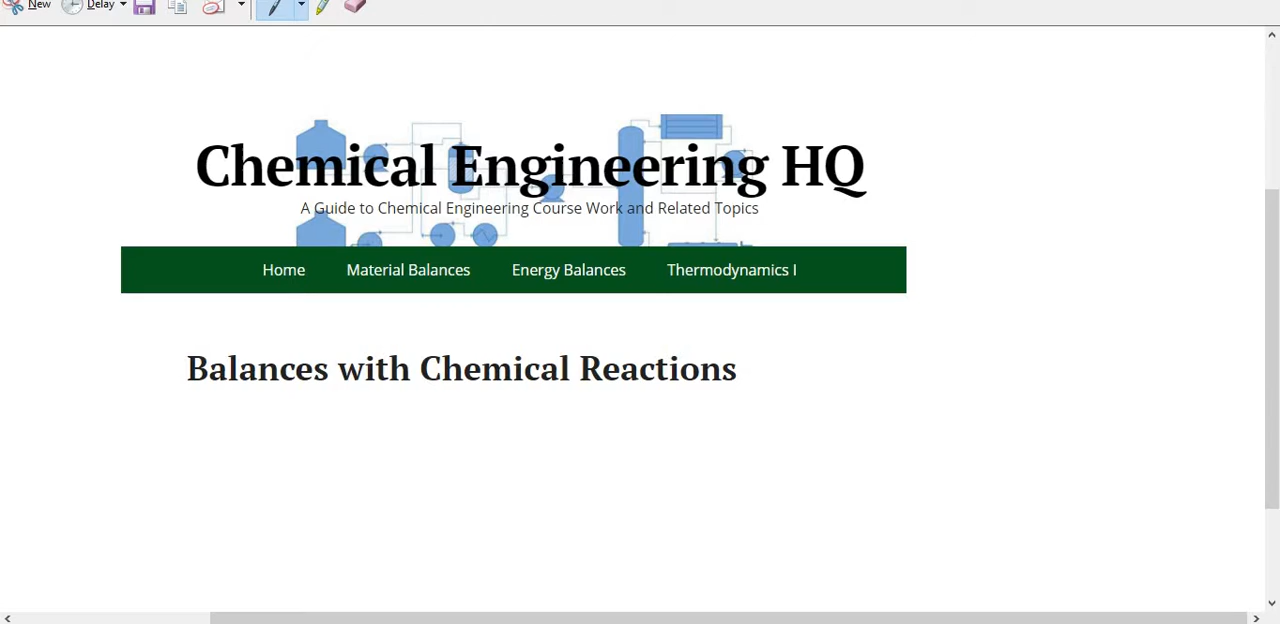 New Delay
Chemical Engineering HQ
A Guide to Chemical Engineering Course Work and Related Topics
Home Material Balances Energy Balances Thermodynamics I
Balances with Chemical Reactions